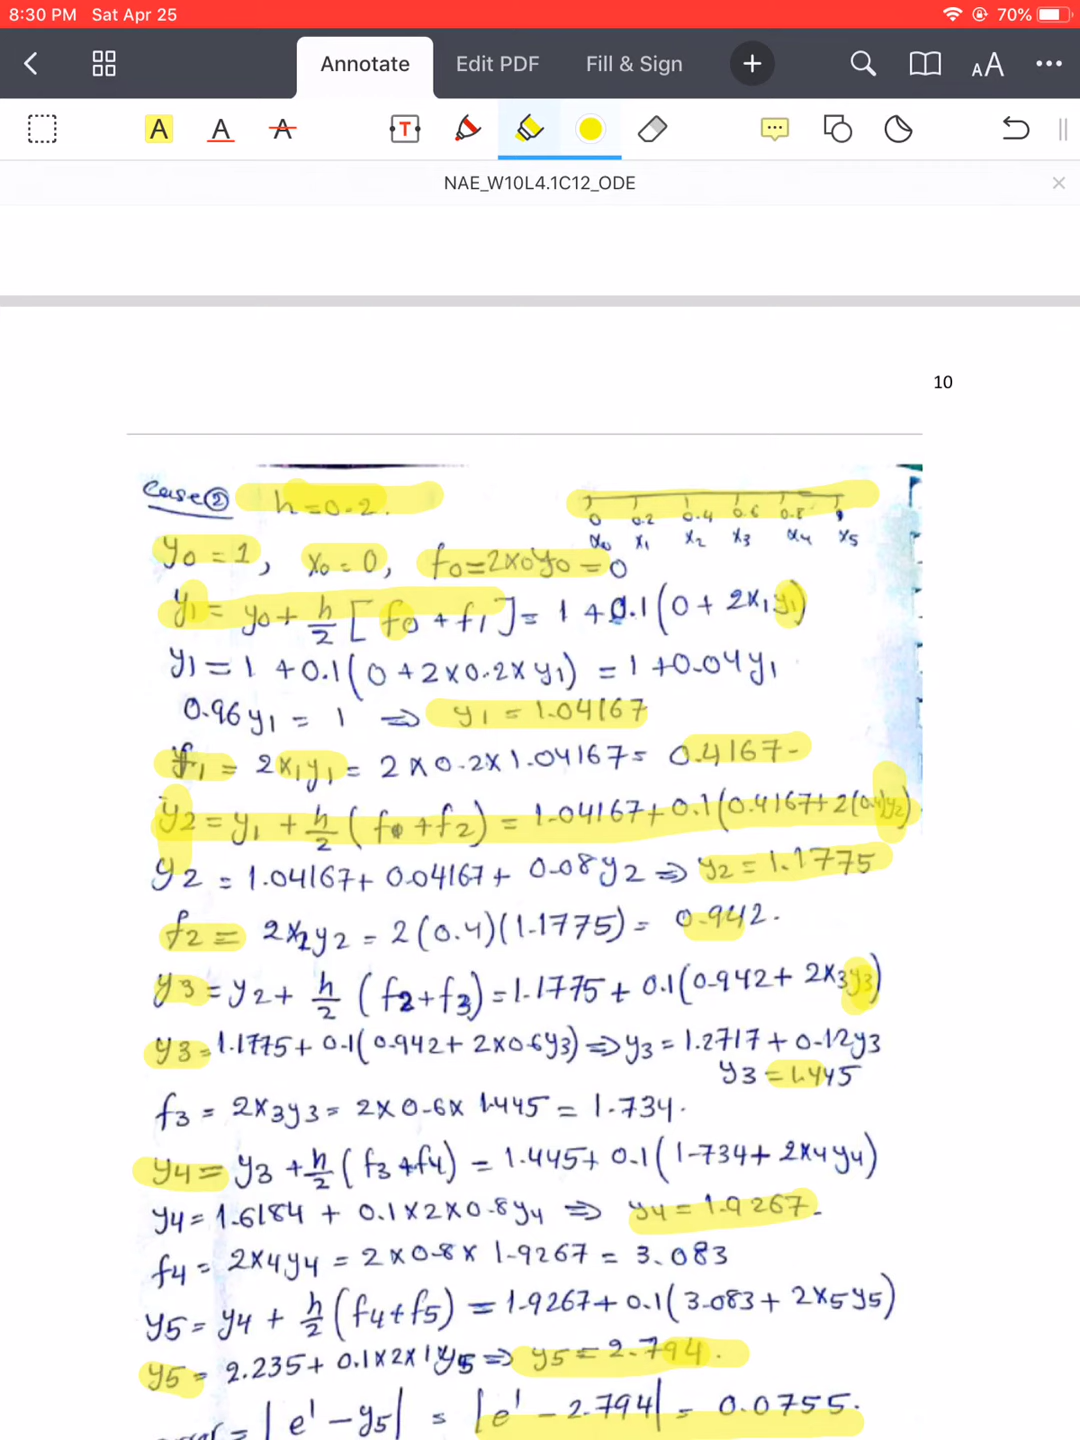 8:30 PM Sat Apr 25 70%
Annotate Edit PDF Fill & Sign
NAE_W10L4.1C12_ODE
10
Case② h=0.2.
0 0.2 0.4 0.6 0.8 1
x0 x1 x2 x3 x4 x5
y0 = 1, x0 = 0, f0=2x0y0=0
y1 = y0 + h/2 [f0 + f1] = 1 + 0.1(0 + 2x1y1)
y1 = 1 + 0.1(0 + 2×0.2×y1) = 1 + 0.04y1
0.96y1 = 1 ⇒ y1 = 1.04167
f1 = 2x1y1 = 2×0.2×1.04167= 0.4167-
y2 = y1 + h/2 (f1 + f2) = 1.04167+0.1(0.4167+2(0.4)y2)
y2 = 1.04167+ 0.04167+ 0.08y2 ⇒ y2 = 1.1775
f2 = 2x2y2 = 2(0.4)(1.1775) = 0.942.
y3 = y2 + h/2 (f2+f3) = 1.1775 + 0.1(0.942+ 2x3y3)
y3 = 1.1775+ 0.1(0.942+ 2×0.6y3) ⇒ y3 = 1.2717 + 0.12y3
y3 = 1.445
f3 = 2x3y3 = 2×0.6× 1.445 = 1.734.
y4 = y3 + h/2 (f3+f4) = 1.445+ 0.1(1.734+ 2x4y4)
y4 = 1.6184 + 0.1×2×0.8y4 ⇒ y4 = 1.9267.
f4 = 2x4y4 = 2×0.8× 1.9267 = 3.083
y5 = y4 + h/2 (f4+f5) = 1.9267+ 0.1(3.083+ 2x5y5)
y5 = 2.235+ 0.1×2×1y5 ⇒ y5 = 2.794.
= |e¹ - y5| = |e¹ - 2.794| = 0.0755.